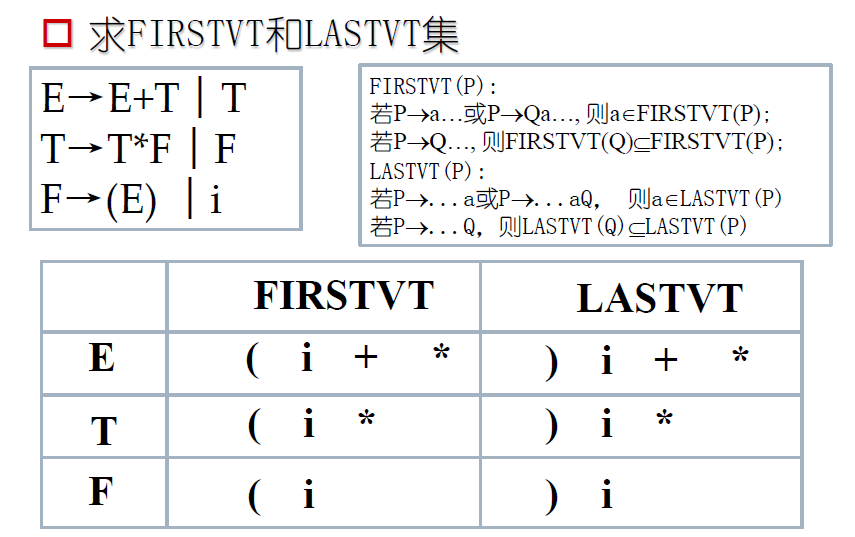 求FIRSTVT和LASTVT集
E→E+T | T
T→T*F | F
F→(E) | i
FIRSTVT(P):
若P→a…或P→Qa…,则a∈FIRSTVT(P);
若P→Q…,则FIRSTVT(Q)⊆FIRSTVT(P);
LASTVT(P):
若P→...a或P→...aQ, 则a∈LASTVT(P)
若P→...Q，则LASTVT(Q)⊆LASTVT(P)
FIRSTVT LASTVT
E ( i + * ) i + *
T ( i * ) i *
F ( i ) i